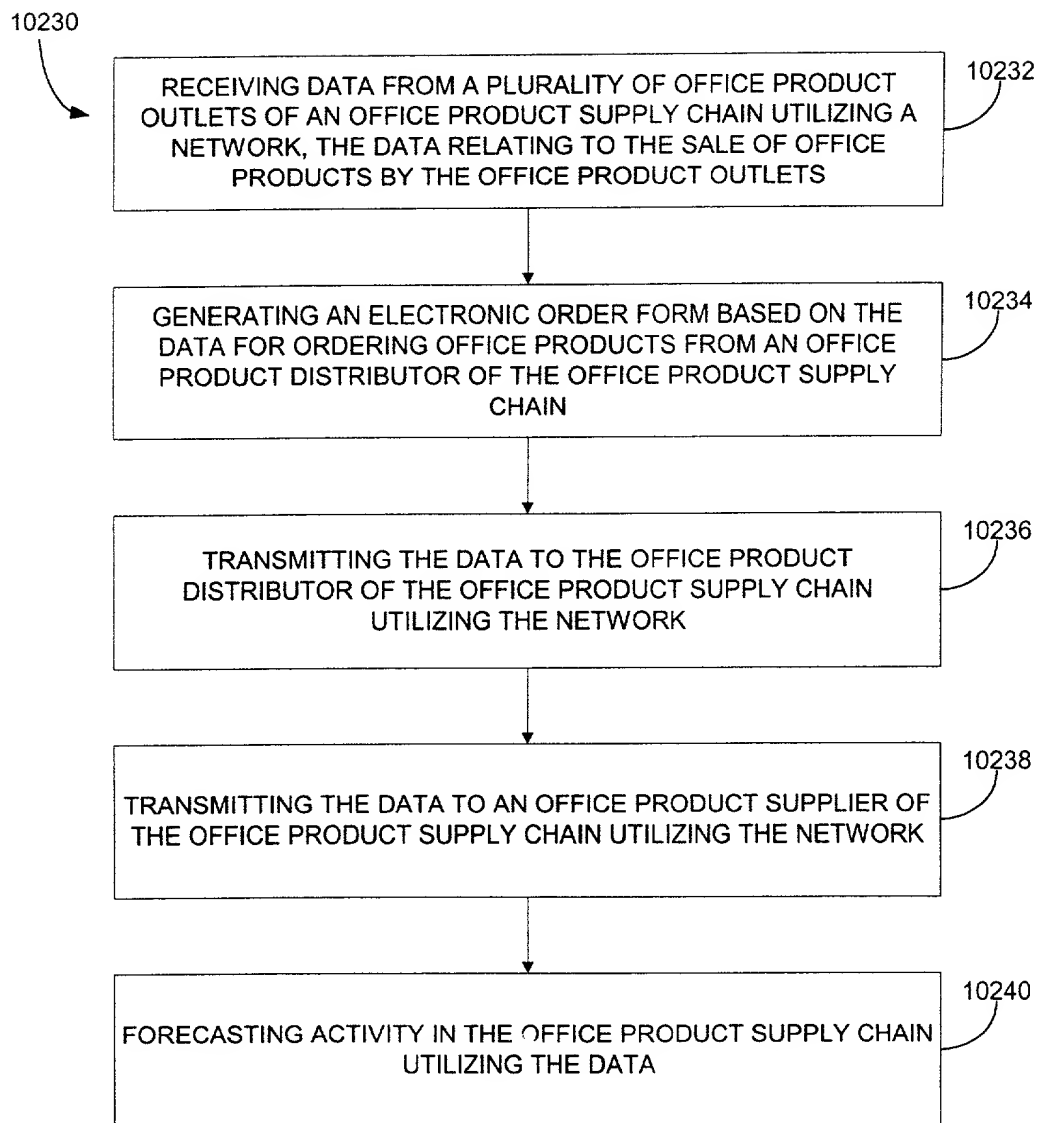 10230
RECEIVING DATA FROM A PLURALITY OF OFFICE PRODUCT
OUTLETS OF AN OFFICE PRODUCT SUPPLY CHAIN UTILIZING A
NETWORK, THE DATA RELATING TO THE SALE OF OFFICE
PRODUCTS BY THE OFFICE PRODUCT OUTLETS
10232
GENERATING AN ELECTRONIC ORDER FORM BASED ON THE
DATA FOR ORDERING OFFICE PRODUCTS FROM AN OFFICE
PRODUCT DISTRIBUTOR OF THE OFFICE PRODUCT SUPPLY
CHAIN
10234
TRANSMITTING THE DATA TO THE OFFICE PRODUCT
DISTRIBUTOR OF THE OFFICE PRODUCT SUPPLY CHAIN
UTILIZING THE NETWORK
10236
TRANSMITTING THE DATA TO AN OFFICE PRODUCT SUPPLIER OF
THE OFFICE PRODUCT SUPPLY CHAIN UTILIZING THE NETWORK
10238
FORECASTING ACTIVITY IN THE OFFICE PRODUCT SUPPLY CHAIN
UTILIZING THE DATA
10240